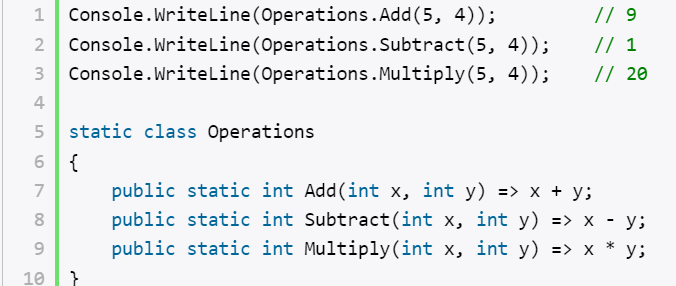 1 Console.WriteLine(Operations.Add(5, 4));         // 9
2 Console.WriteLine(Operations.Subtract(5, 4));    // 1
3 Console.WriteLine(Operations.Multiply(5, 4));    // 20
4
5 static class Operations
6 {
7     public static int Add(int x, int y) => x + y;
8     public static int Subtract(int x, int y) => x - y;
9     public static int Multiply(int x, int y) => x * y;
10 }